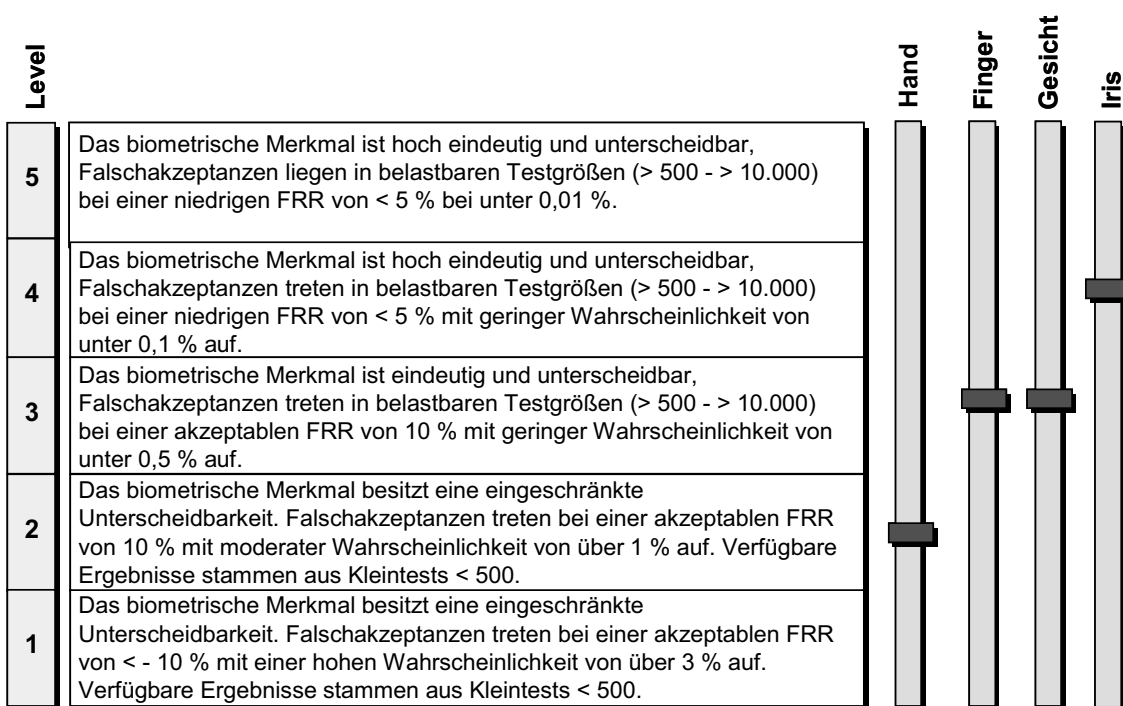 Level
Hand
Finger
Gesicht
Iris
5
Das biometrische Merkmal ist hoch eindeutig und unterscheidbar,
Falschakzeptanzen liegen in belastbaren Testgrößen (> 500 - > 10.000)
bei einer niedrigen FRR von < 5 % bei unter 0,01 %.
4
Das biometrische Merkmal ist hoch eindeutig und unterscheidbar,
Falschakzeptanzen treten in belastbaren Testgrößen (> 500 - > 10.000)
bei einer niedrigen FRR von < 5 % mit geringer Wahrscheinlichkeit von
unter 0,1 % auf.
3
Das biometrische Merkmal ist eindeutig und unterscheidbar,
Falschakzeptanzen treten in belastbaren Testgrößen (> 500 - > 10.000)
bei einer akzeptablen FRR von 10 % mit geringer Wahrscheinlichkeit von
unter 0,5 % auf.
2
Das biometrische Merkmal besitzt eine eingeschränkte
Unterscheidbarkeit. Falschakzeptanzen treten bei einer akzeptablen FRR
von 10 % mit moderater Wahrscheinlichkeit von über 1 % auf. Verfügbare
Ergebnisse stammen aus Kleintests < 500.
1
Das biometrische Merkmal besitzt eine eingeschränkte
Unterscheidbarkeit. Falschakzeptanzen treten bei einer akzeptablen FRR
von < - 10 % mit einer hohen Wahrscheinlichkeit von über 3 % auf.
Verfügbare Ergebnisse stammen aus Kleintests < 500.